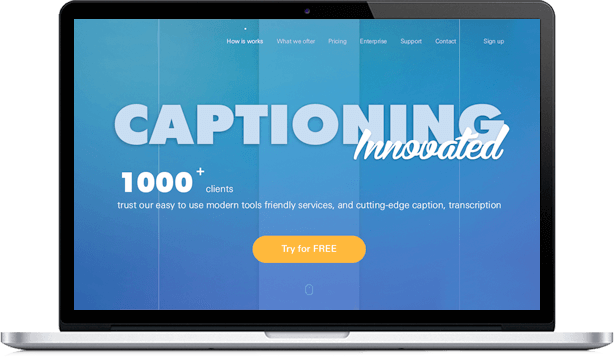 How is works What we offer Pricing Enterprise Support Contact Sign up
CAPTIONING
Innovated
1000+ clients
trust our easy to use modern tools friendly services, and cutting-edge caption, transcription
Try for FREE